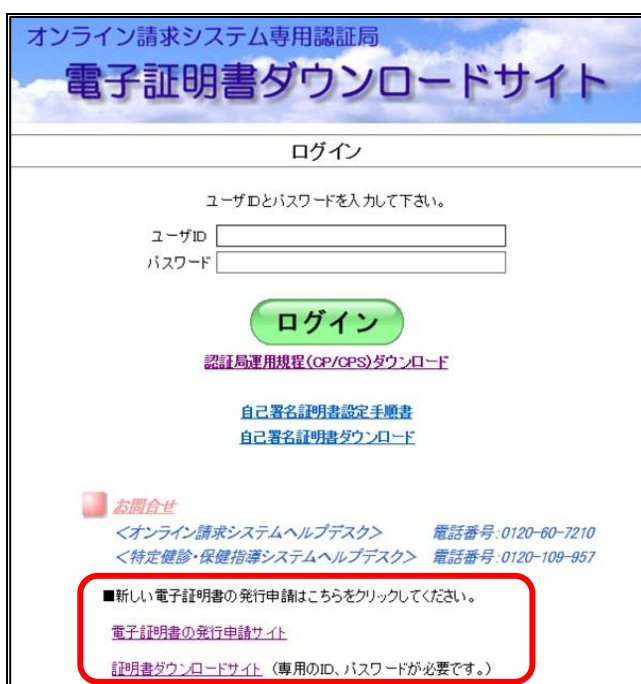 オンライン請求システム専用認証局
電子証明書ダウンロードサイト
ログイン
ユーザIDとパスワードを入力して下さい。
ユーザID
パスワード
ログイン
認証局運用規程(CP/CPS)ダウンロード
自己署名証明書設定手順書
自己署名証明書ダウンロード
お問合せ
<オンライン請求システムヘルプデスク> 電話番号:0120-60-7210
<特定健診・保健指導システムヘルプデスク> 電話番号:0120-109-957
■新しい電子証明書の発行申請はこちらをクリックしてください。
電子証明書の発行申請サイト
証明書ダウンロードサイト (専用のID、パスワードが必要です。)